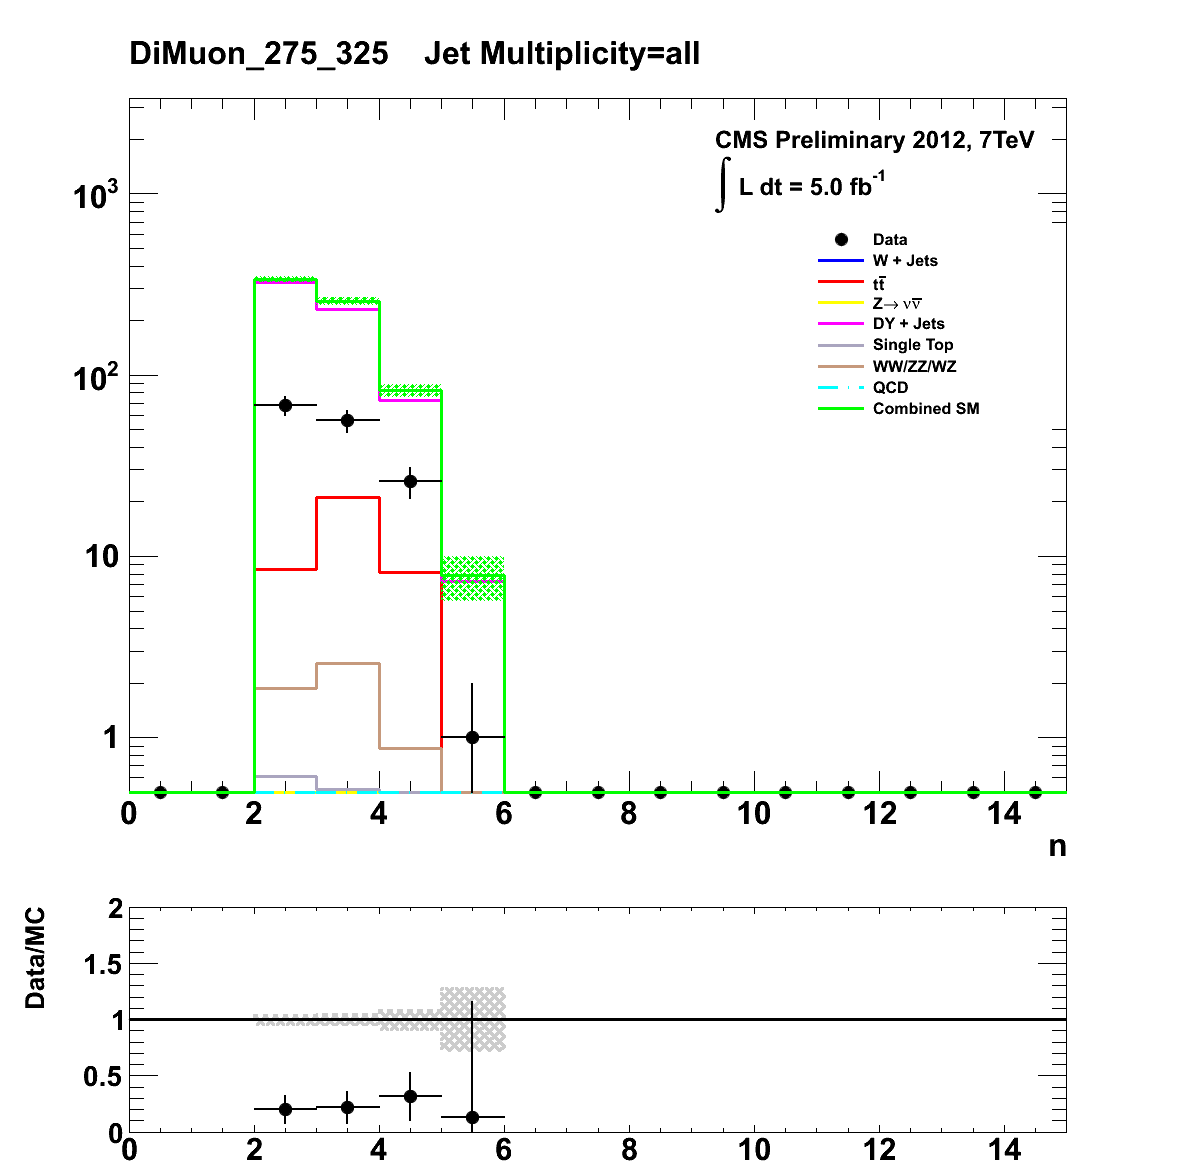 DiMuon_275_325 Jet Multiplicity=all
CMS Preliminary 2012, 7TeV
∫ L dt = 5.0 fb⁻¹
Data
W + Jets
tt̅
Z→ νν̅
DY + Jets
Single Top
WW/ZZ/WZ
QCD
Combined SM
10³
10²
10
1
0 2 4 6 8 10 12 14
n
Data/MC
2
1.5
1
0.5
0
0 2 4 6 8 10 12 14